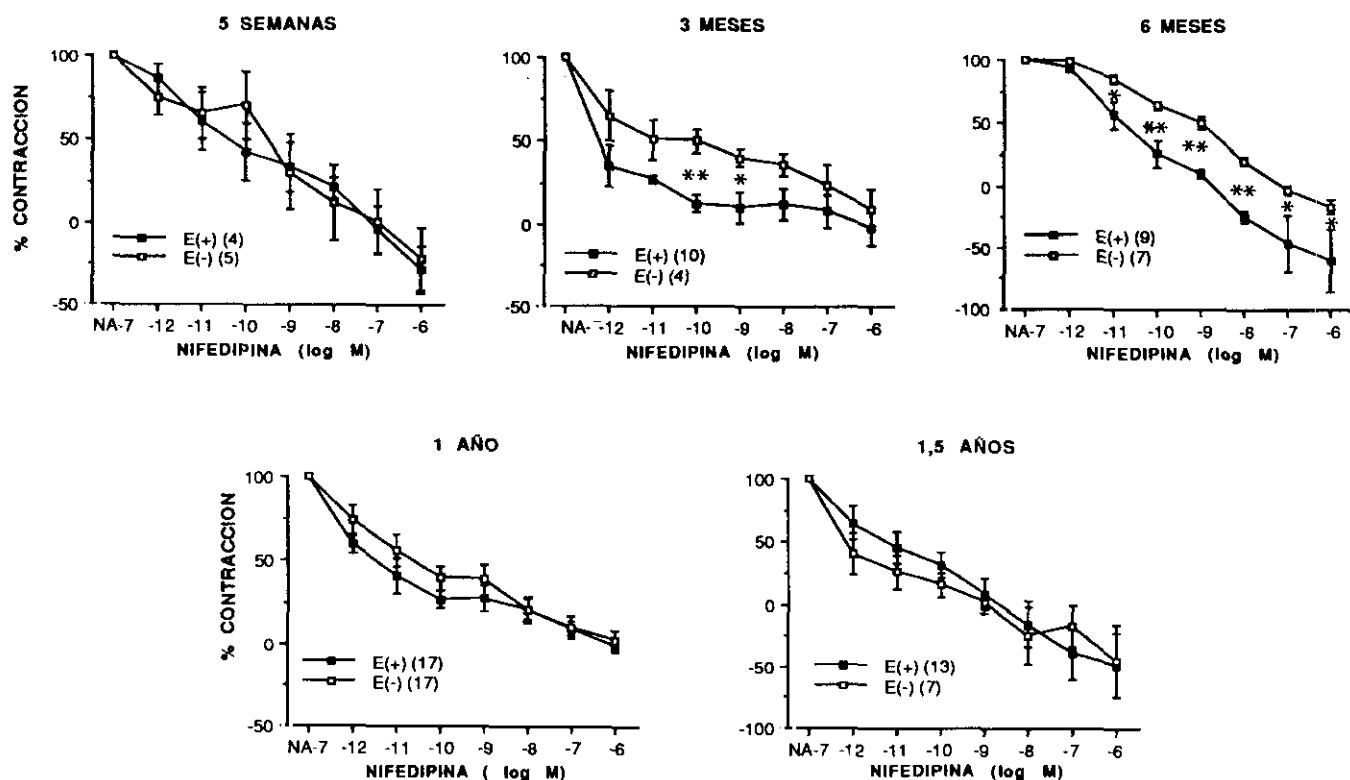 5 SEMANAS
% CONTRACCION
100
50
0
-50
E(+) (4)
E(-) (5)
NA-7 -12 -11 -10 -9 -8 -7 -6
NIFEDIPINA (log M)
3 MESES
100
50
0
-50
** *
E(+) (10)
E(-) (4)
NA- -12 -11 -10 -9 -8 -7 -6
NIFEDIPINA (log M)
6 MESES
100
50
0
-50
-100
* ** ** ** * *
E(+) (9)
E(-) (7)
NA-7 -12 -11 -10 -9 -8 -7 -6
NIFEDIPINA (log M)
1 AÑO
% CONTRACCION
100
50
0
-50
E(+) (17)
E(-) (17)
NA-7 -12 -11 -10 -9 -8 -7 -6
NIFEDIPINA ( log M)
1,5 AÑOS
100
50
0
-50
-100
E(+) (13)
E(-) (7)
NA-7 -12 -11 -10 -9 -8 -7 -6
NIFEDIPINA (log M)